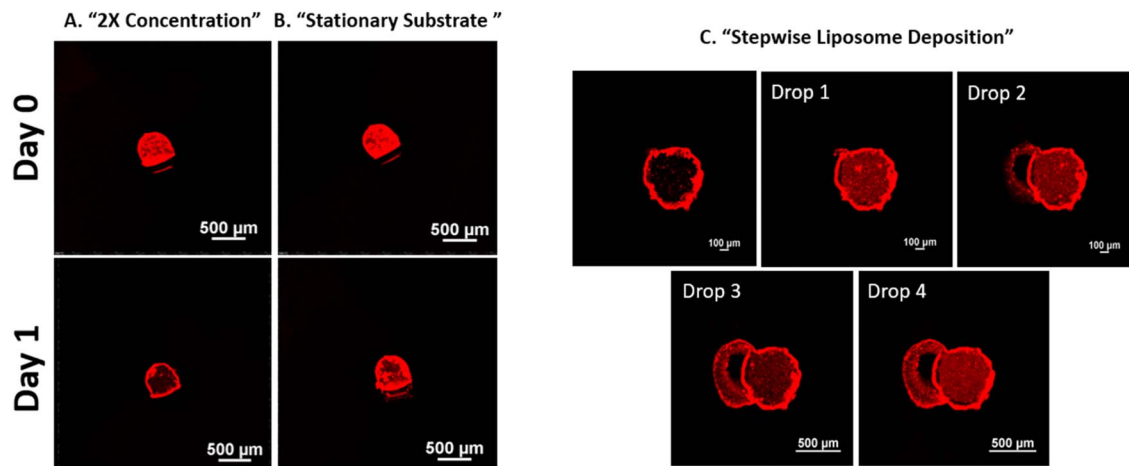 A. “2X Concentration”
B. “Stationary Substrate ”
C. “Stepwise Liposome Deposition”
Day 0
500 µm
500 µm
Day 1
500 µm
500 µm
100 µm
Drop 1
100 µm
Drop 2
100 µm
Drop 3
500 µm
Drop 4
500 µm